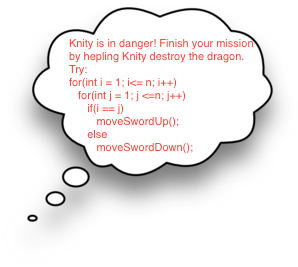 Knity is in danger! Finish your mission
by hepling Knity destroy the dragon.
Try:
for(int i = 1; i<= n; i++)
for(int j = 1; j <=n; j++)
if(i == j)
moveSwordUp();
else
moveSwordDown();